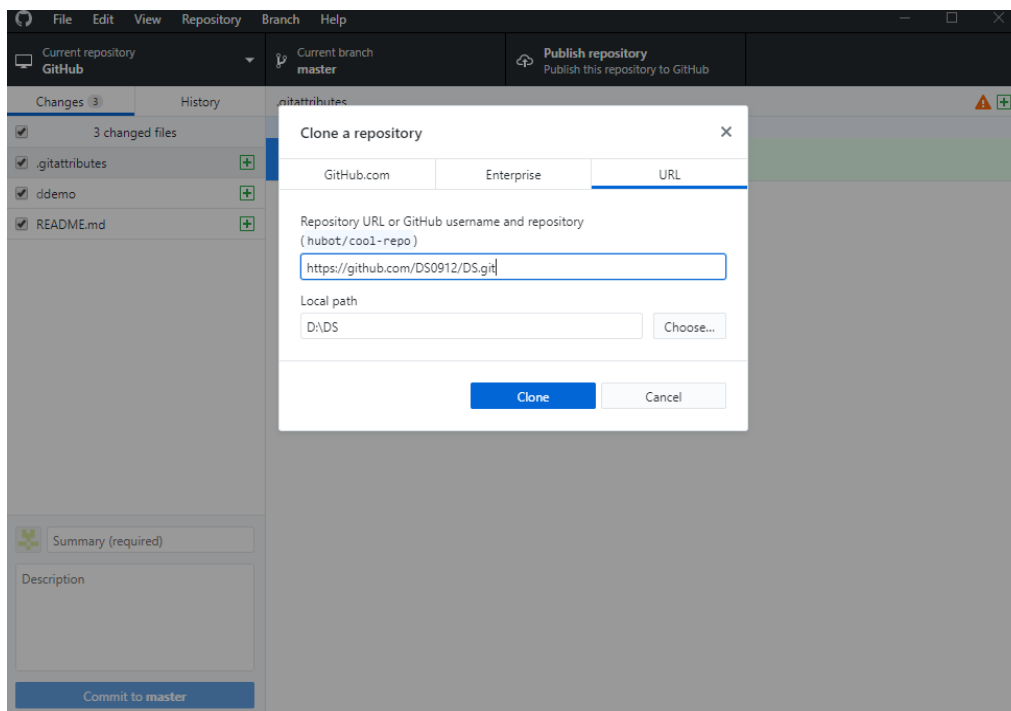 File Edit View Repository Branch Help
Current repository
GitHub
Current branch
master
Publish repository
Publish this repository to GitHub
Changes 3 History
.gitattributes
3 changed files
.gitattributes
ddemo
README.md
Clone a repository
GitHub.com Enterprise URL
Repository URL or GitHub username and repository
(hubot/cool-repo)
https://github.com/DS0912/DS.git
Local path
D:\DS
Choose...
Clone Cancel
Summary (required)
Description
Commit to master